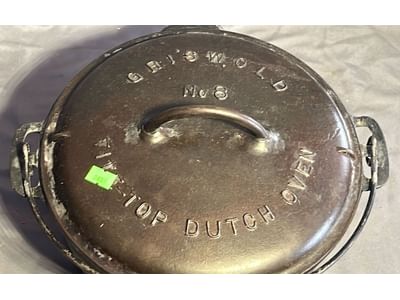 GRISWOLD
No 8
TITE-TOP DUTCH OVEN